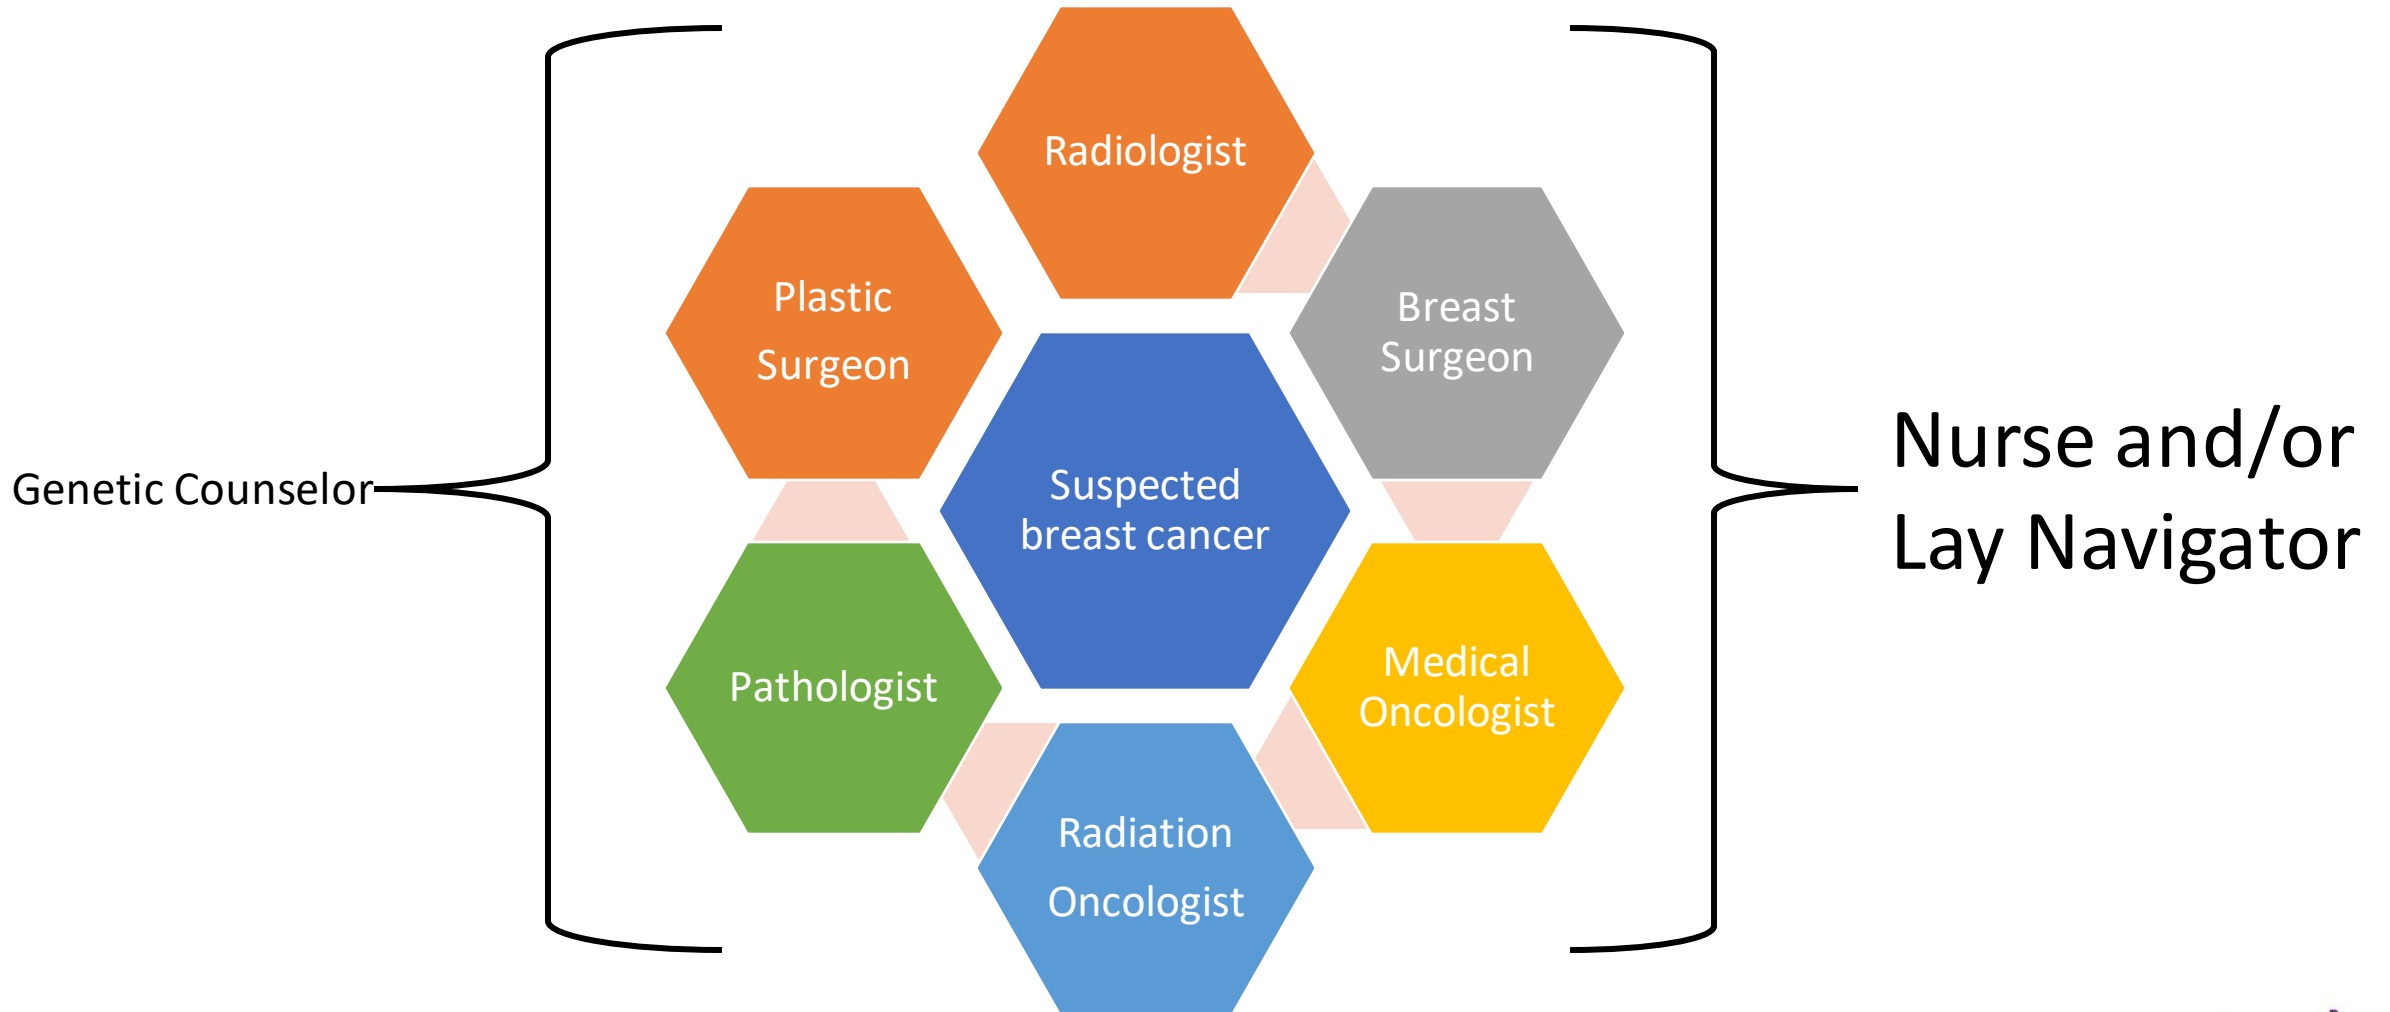 Radiologist
Plastic
Surgeon
Breast
Surgeon
Genetic Counselor
Suspected
breast cancer
Nurse and/or
Lay Navigator
Pathologist
Medical
Oncologist
Radiation
Oncologist